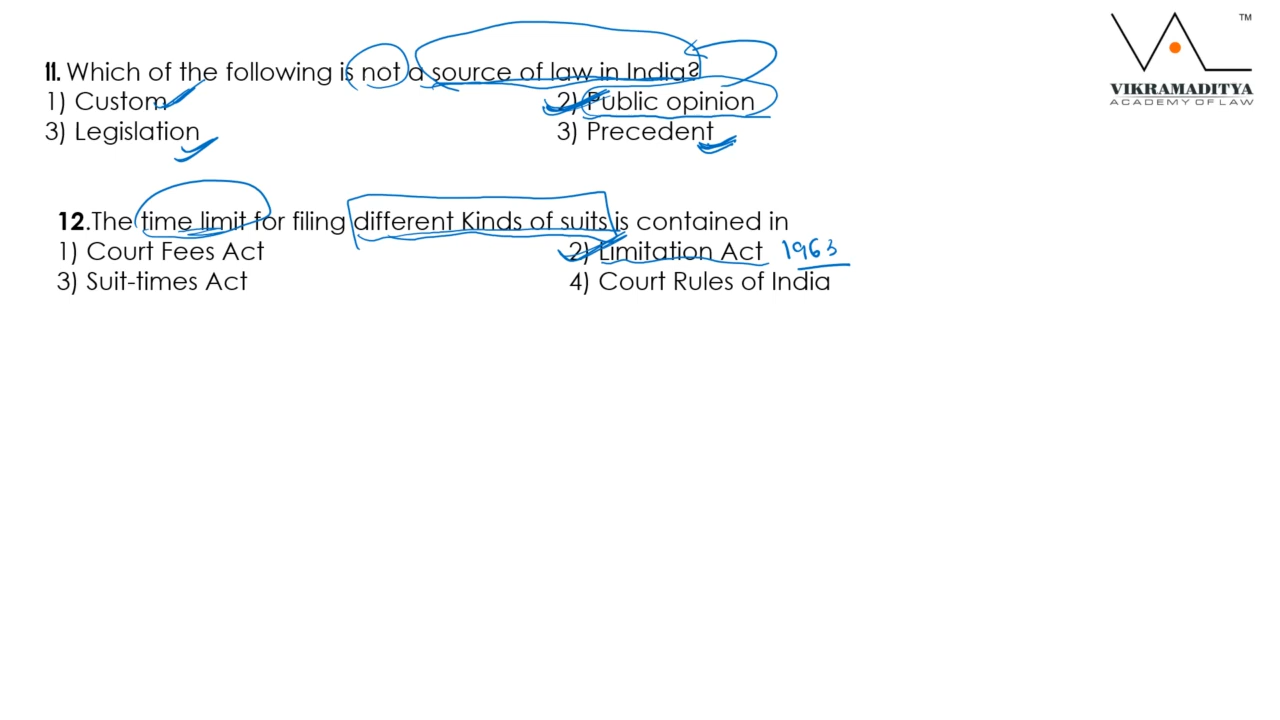 TM
VIKRAMADITYA
ACADEMY OF LAW
11. Which of the following is not a source of law in India?
1) Custom 2) Public opinion
3) Legislation 3) Precedent
12.The time limit for filing different Kinds of suits is contained in
1) Court Fees Act 2) Limitation Act 1963
3) Suit-times Act 4) Court Rules of India